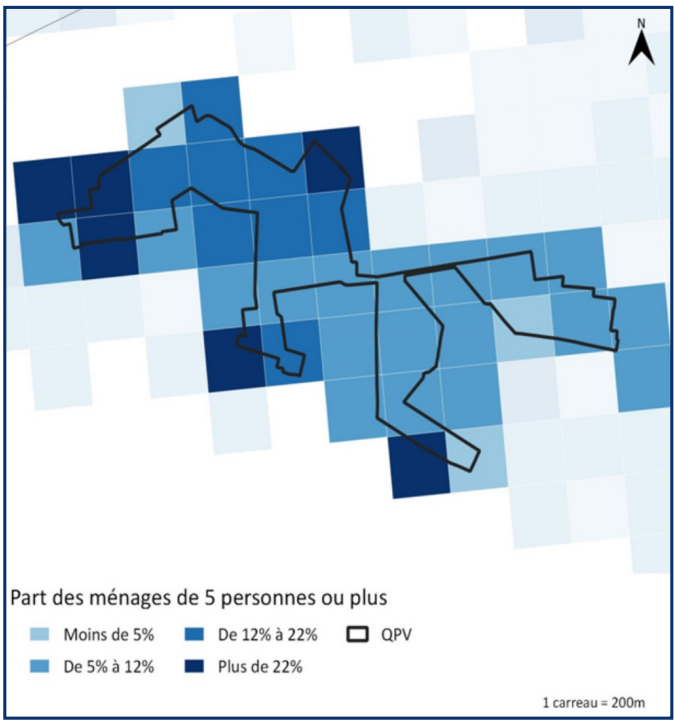 N
Part des ménages de 5 personnes ou plus
Moins de 5% De 12% à 22% QPV
De 5% à 12% Plus de 22%
1 carreau = 200m